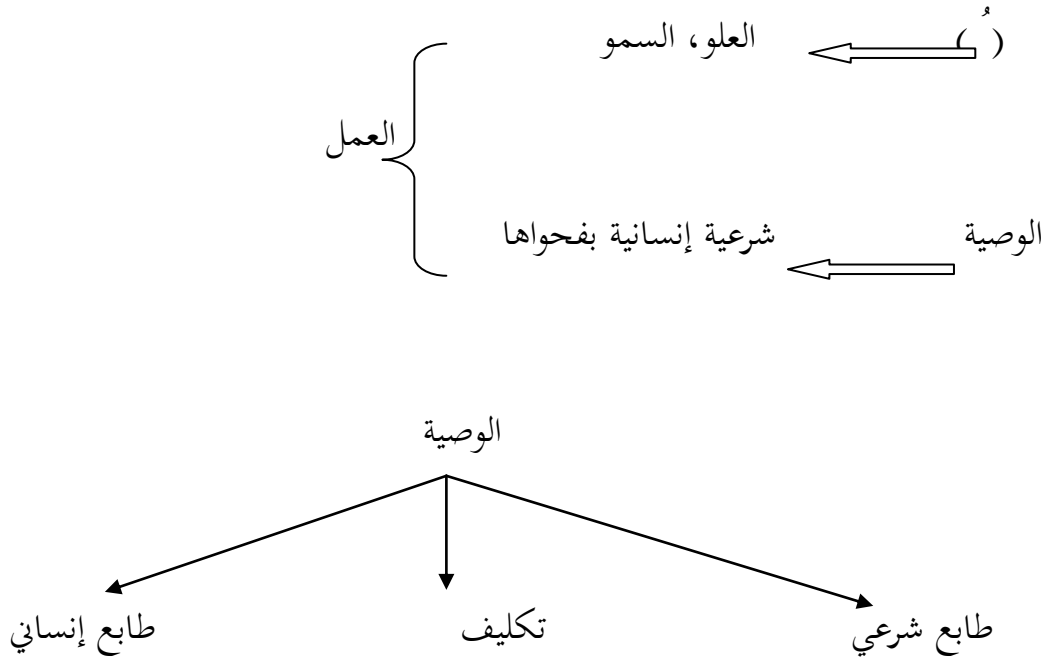 (ُ ) العلو، السمو
العمل
الوصية شرعية إنسانية بفحواها
الوصية
طابع شرعي تكليف طابع إنساني